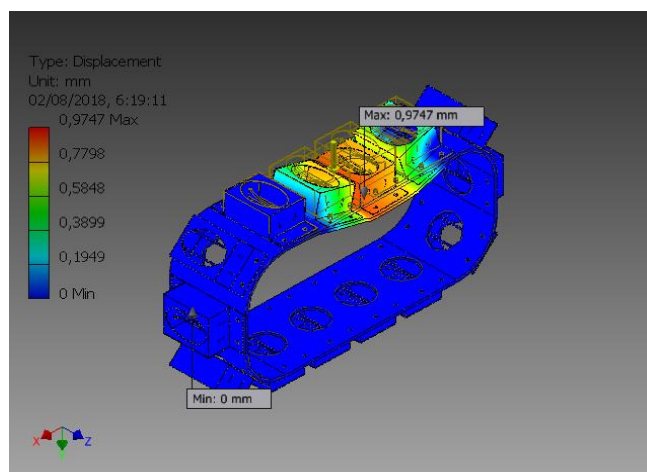 Type: Displacement
Unit: mm
02/08/2018, 6:19:11
0,9747 Max
0,7798
0,5848
0,3899
0,1949
0 Min
Max: 0,9747 mm
Min: 0 mm
X
Z